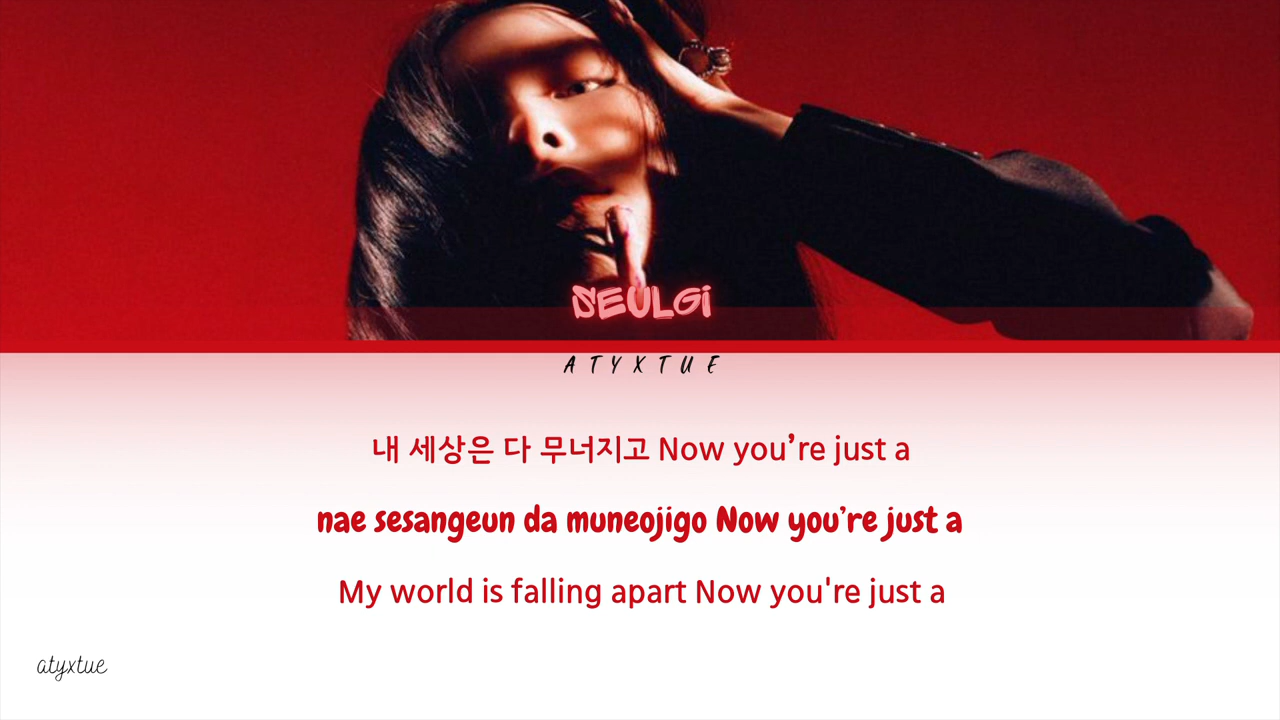 SEULGi
ATYXTUE
내 세상은 다 무너지고 Now you’re just a
nae sesangeun da muneojigo Now you’re just a
My world is falling apart Now you're just a
atyxtue